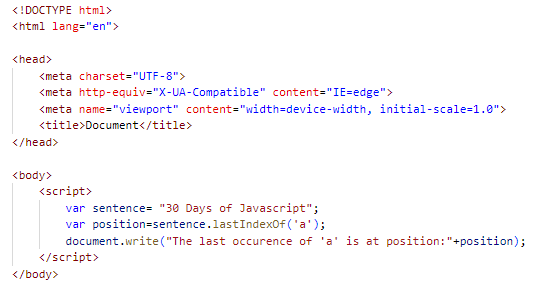 <!DOCTYPE html>
<html lang="en">
<head>
<meta charset="UTF-8">
<meta http-equiv="X-UA-Compatible" content="IE=edge">
<meta name="viewport" content="width=device-width, initial-scale=1.0">
<title>Document</title>
</head>
<body>
<script>
var sentence= "30 Days of Javascript";
var position=sentence.lastIndexOf('a');
document.write("The last occurence of 'a' is at position:"+position);
</script>
</body>